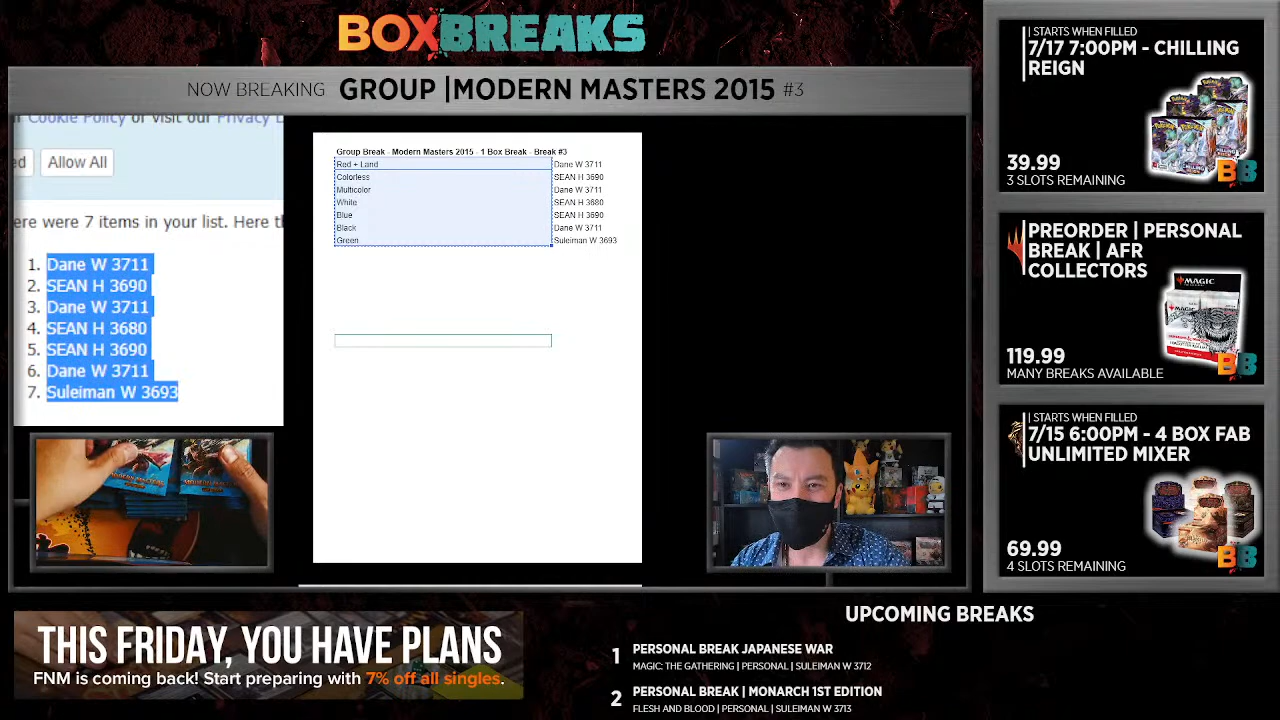 BOXBREAKS
NOW BREAKING GROUP |MODERN MASTERS 2015 #3
Cookie Policy or visit our Privacy
ed Allow All
ere were 7 items in your list. Here
1. Dane W 3711
2. SEAN H 3690
3. Dane W 3711
4. SEAN H 3680
5. SEAN H 3690
6. Dane W 3711
7. Suleiman W 3693
Group Break - Modern Masters 2015 - 1 Box Break - Break #3
Red + Land Dane W 3711
Colorless SEAN H 3690
Multicolor Dane W 3711
White SEAN H 3680
Blue SEAN H 3690
Black Dane W 3711
Green Suleiman W 3693
| STARTS WHEN FILLED
7/17 7:00PM - CHILLING
REIGN
39.99
3 SLOTS REMAINING
BB
PREORDER | PERSONAL
BREAK | AFR
COLLECTORS
MAGIC
119.99
MANY BREAKS AVAILABLE
BB
| STARTS WHEN FILLED
7/15 6:00PM - 4 BOX FAB
UNLIMITED MIXER
69.99
4 SLOTS REMAINING
BB
THIS FRIDAY, YOU HAVE PLANS
FNM is coming back! Start preparing with 7% off all singles.
UPCOMING BREAKS
1 PERSONAL BREAK JAPANESE WAR
MAGIC: THE GATHERING | PERSONAL | SULEIMAN W 3712
2 PERSONAL BREAK | MONARCH 1ST EDITION
FLESH AND BLOOD | PERSONAL | SULEIMAN W 3713